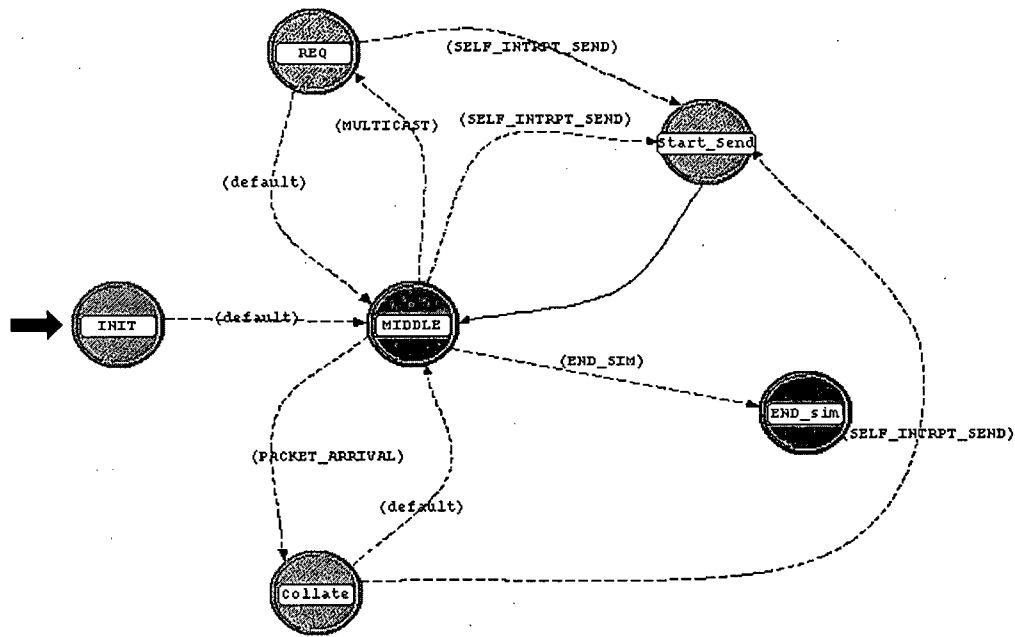 REQ
(SELF_INTRPT_SEND)
(MULTICAST)
(SELF_INTRPT_SEND)
Start_Send
(default)
INIT
(default)
MIDDLE
(END_SIM)
END_sim
(SELF_INTRPT_SEND)
(PACKET_ARRIVAL)
(default)
Collate